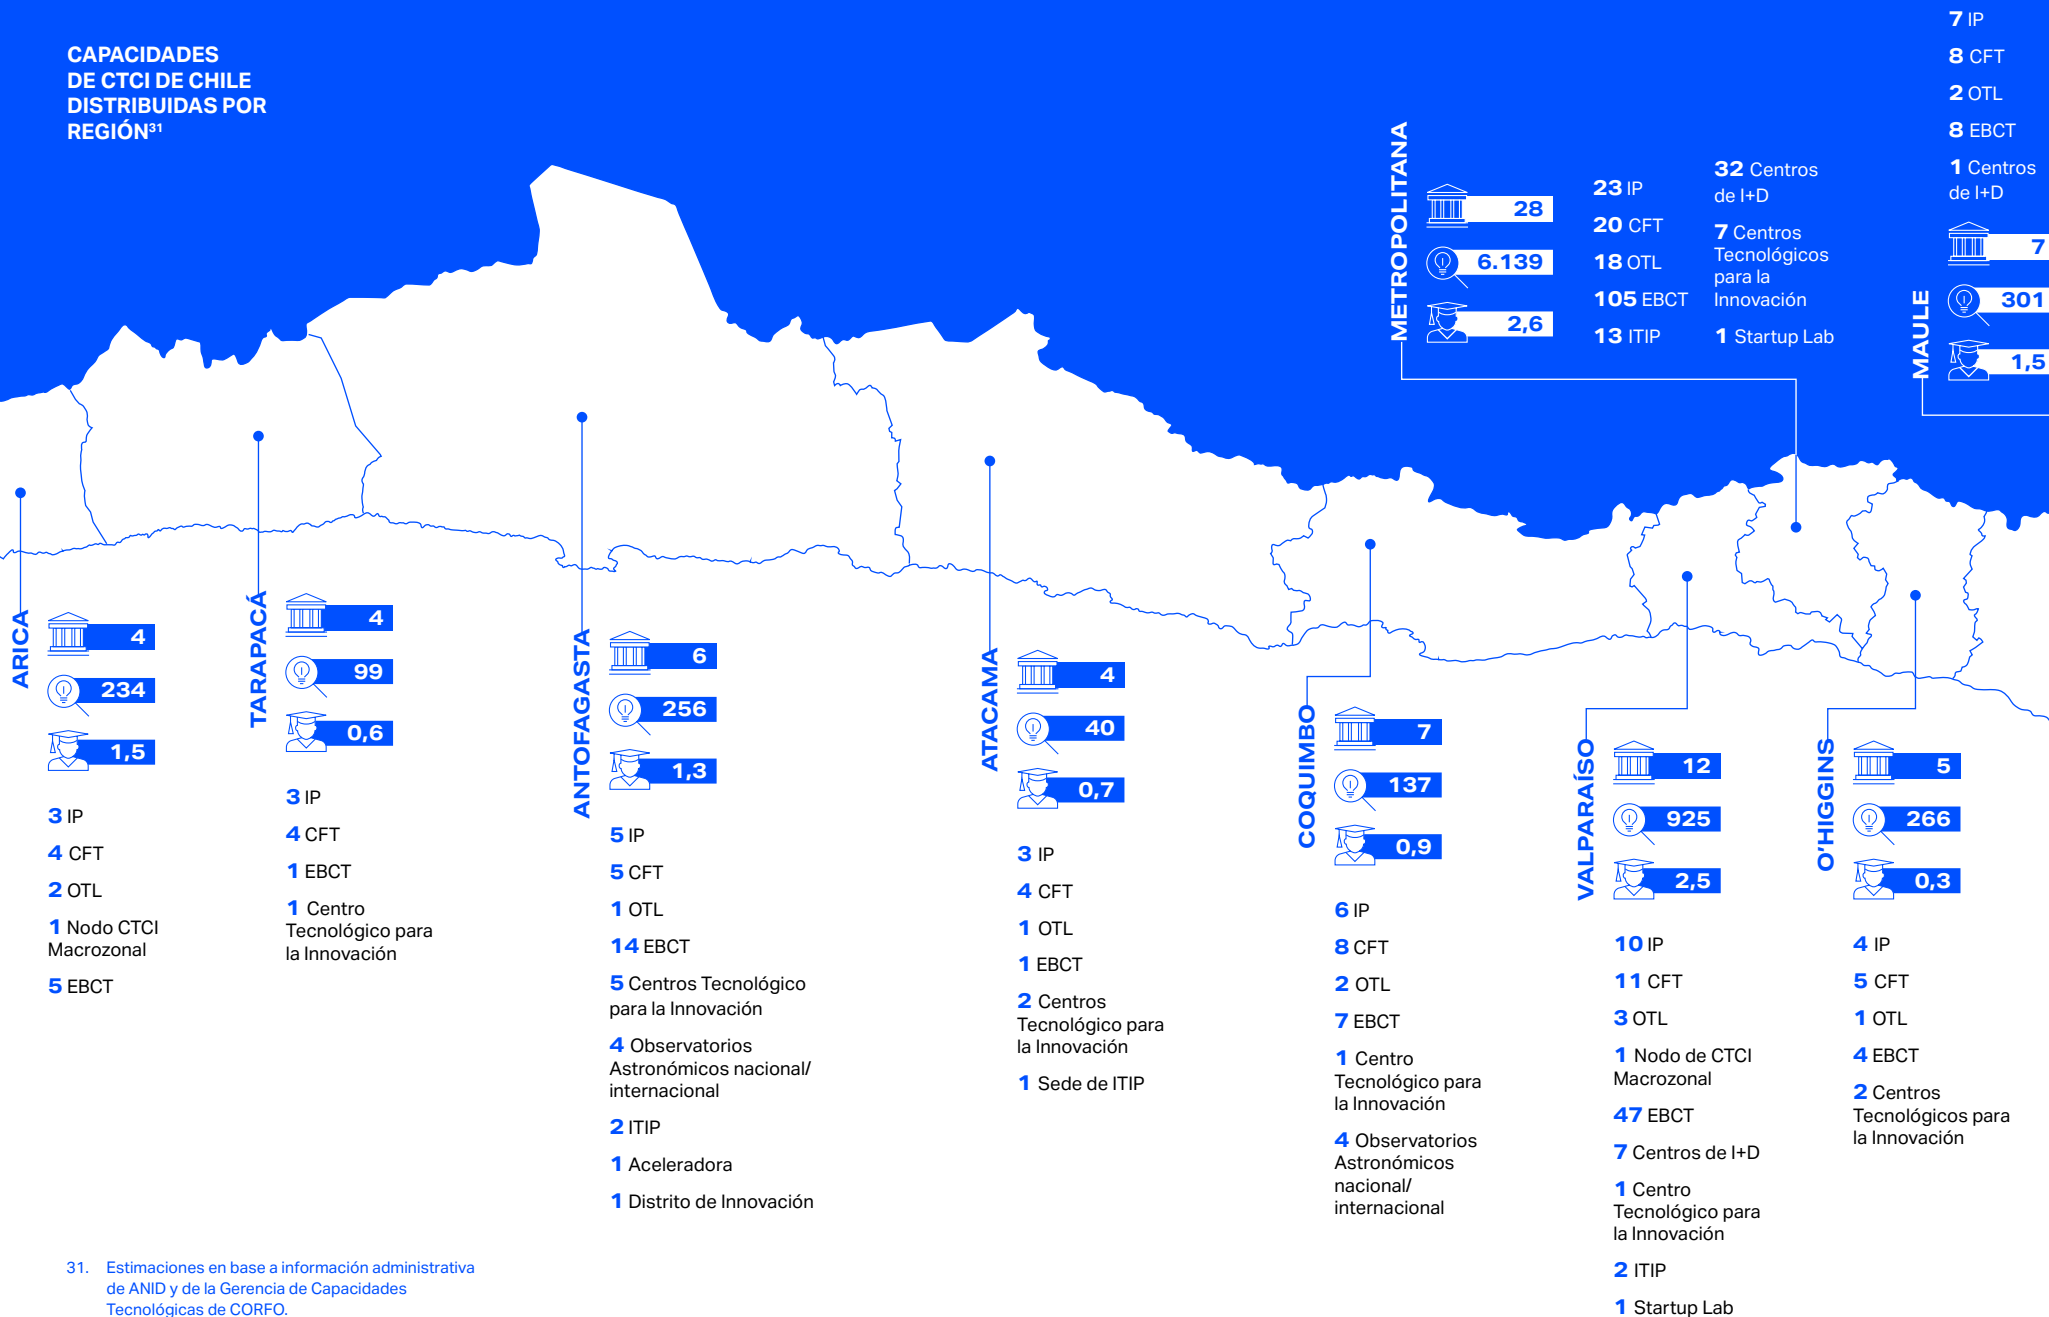 CAPACIDADES
DE CTCI DE CHILE
DISTRIBUIDAS POR
REGIÓN³¹
METROPOLITANA
28
6.139
2,6
23 IP
20 CFT
18 OTL
105 EBCT
13 ITIP
32 Centros
de I+D
7 Centros
Tecnológicos
para la
Innovación
1 Startup Lab
MAULE
7 IP
8 CFT
2 OTL
8 EBCT
1 Centros
de I+D
7
301
1,5
ARICA
4
234
1,5
3 IP
4 CFT
2 OTL
1 Nodo CTCI
Macrozonal
5 EBCT
TARAPACÁ
4
99
0,6
3 IP
4 CFT
1 EBCT
1 Centro
Tecnológico para
la Innovación
ANTOFAGASTA
6
256
1,3
5 IP
5 CFT
1 OTL
14 EBCT
5 Centros Tecnológico
para la Innovación
4 Observatorios
Astronómicos nacional/
internacional
2 ITIP
1 Aceleradora
1 Distrito de Innovación
ATACAMA
4
40
0,7
3 IP
4 CFT
1 OTL
1 EBCT
2 Centros
Tecnológico para
la Innovación
1 Sede de ITIP
COQUIMBO
7
137
0,9
6 IP
8 CFT
2 OTL
7 EBCT
1 Centro
Tecnológico para
la Innovación
4 Observatorios
Astronómicos
nacional/
internacional
VALPARAÍSO
12
925
2,5
10 IP
11 CFT
3 OTL
1 Nodo de CTCI
Macrozonal
47 EBCT
7 Centros de I+D
1 Centro
Tecnológico para
la Innovación
2 ITIP
1 Startup Lab
O'HIGGINS
5
266
0,3
4 IP
5 CFT
1 OTL
4 EBCT
2 Centros
Tecnológicos para
la Innovación
31. Estimaciones en base a información administrativa
de ANID y de la Gerencia de Capacidades
Tecnológicas de CORFO.